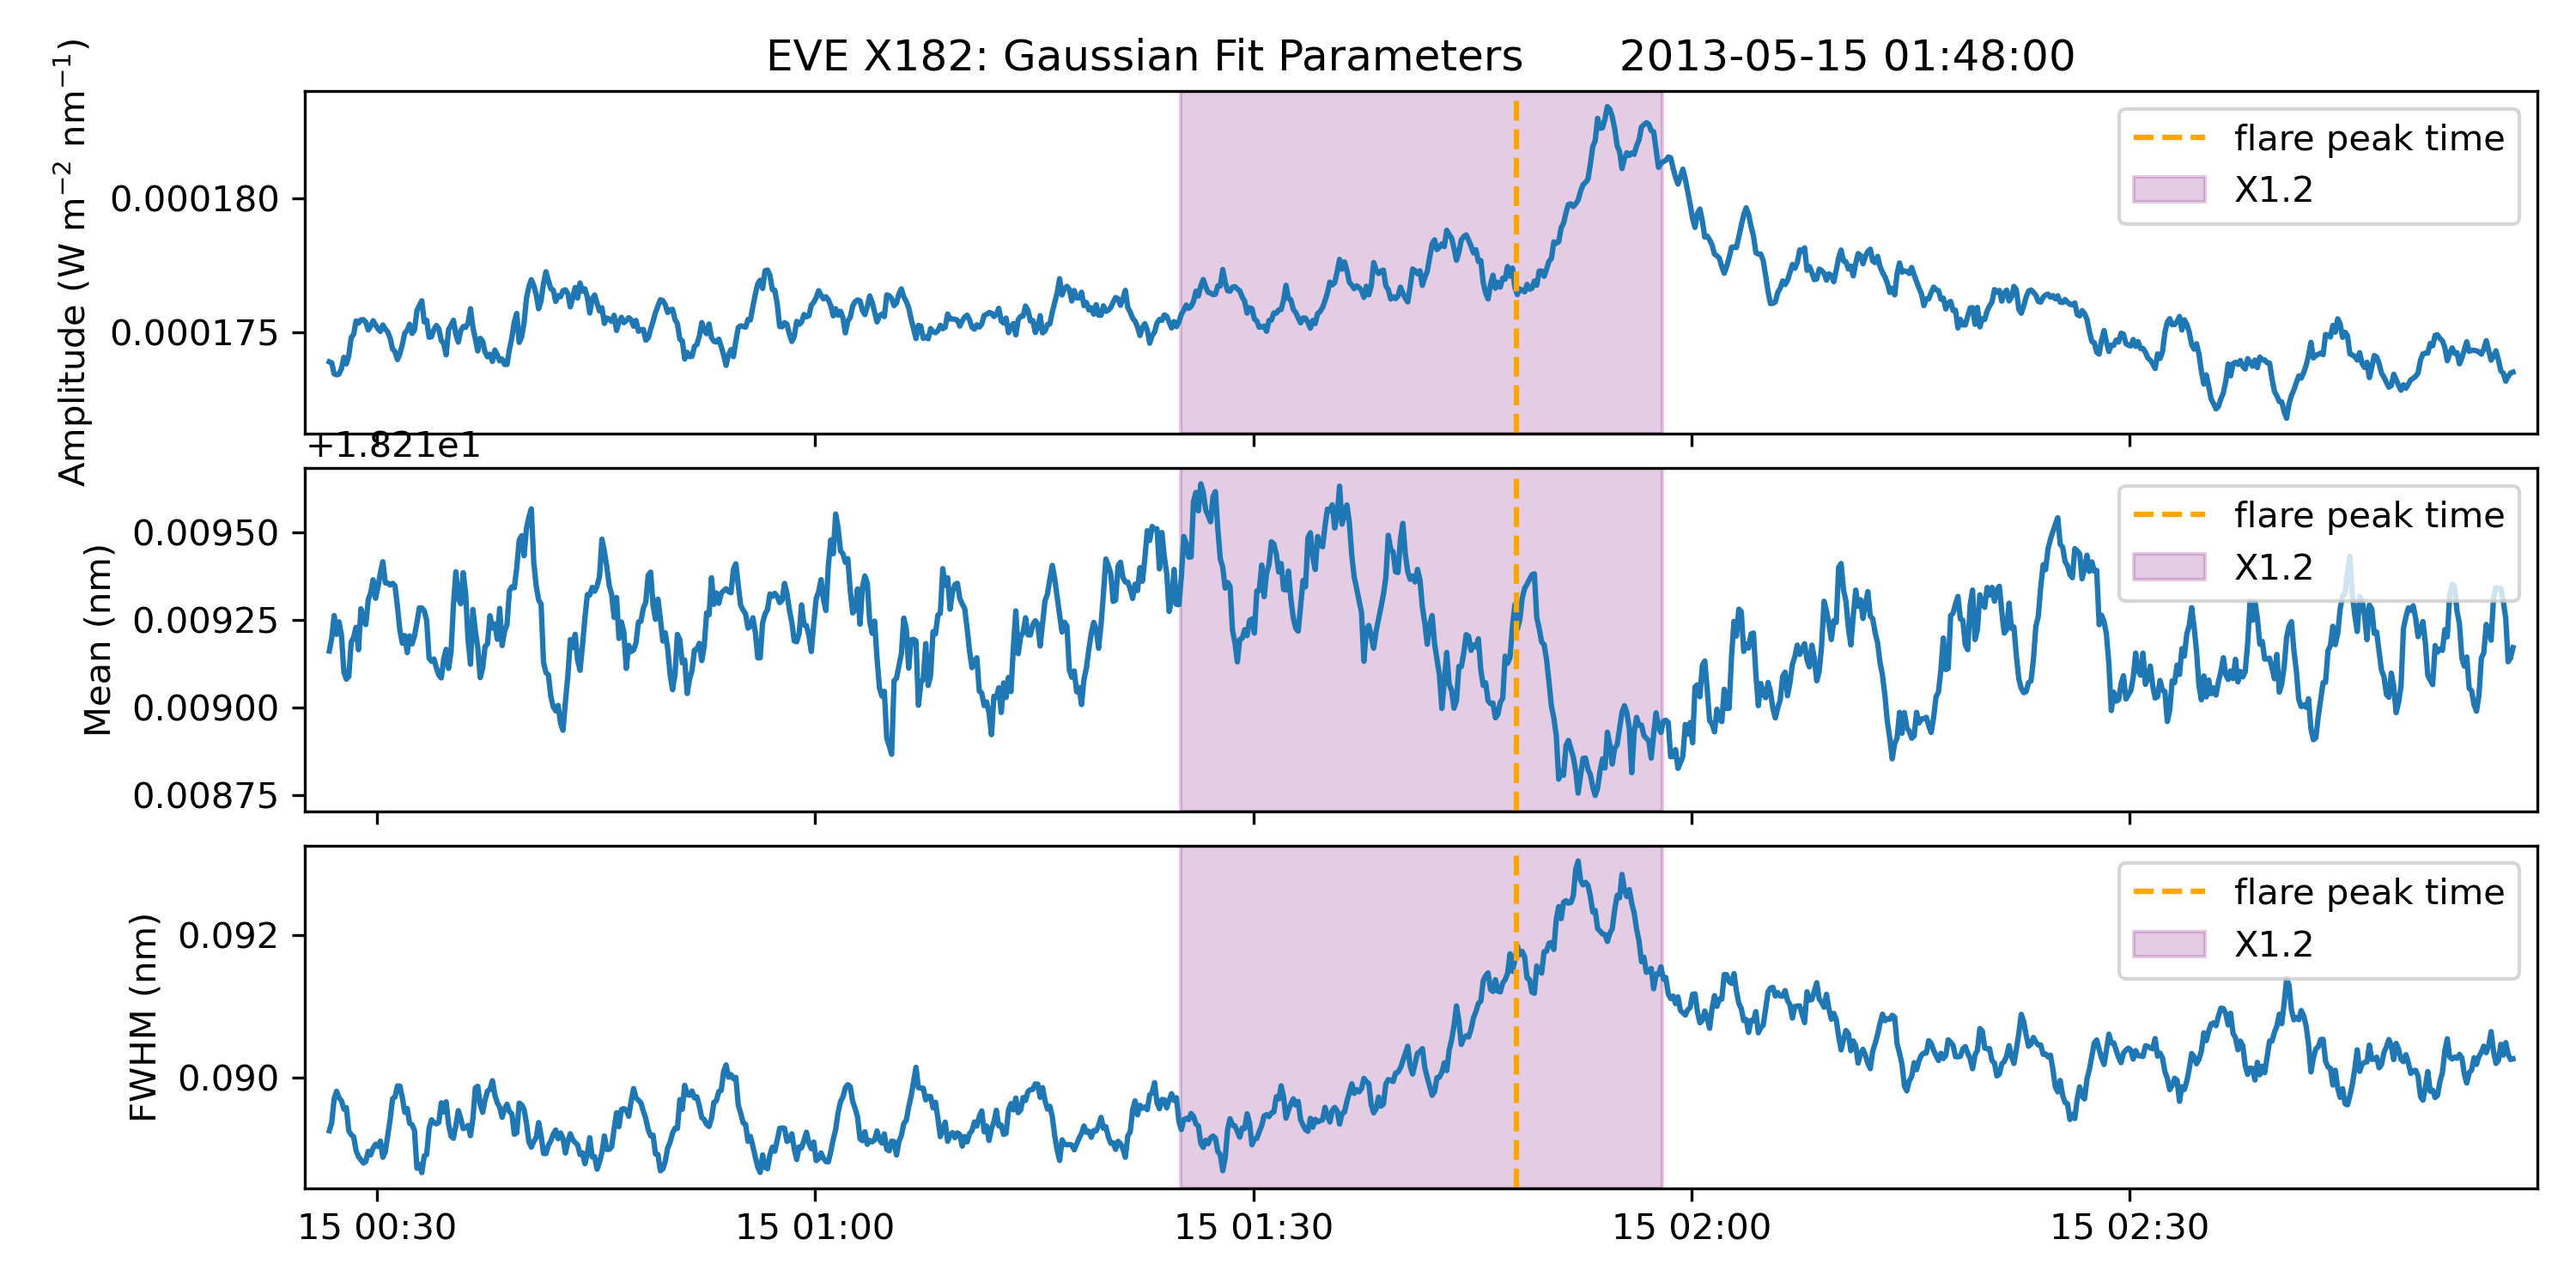 EVE X182: Gaussian Fit Parameters 2013-05-15 01:48:00
Amplitude (W m⁻² nm⁻¹)
0.000180
0.000175
flare peak time
X1.2
+1.821e1
Mean (nm)
0.00950
0.00925
0.00900
0.00875
flare peak time
X1.2
FWHM (nm)
0.092
0.090
flare peak time
X1.2
15 00:30 15 01:00 15 01:30 15 02:00 15 02:30